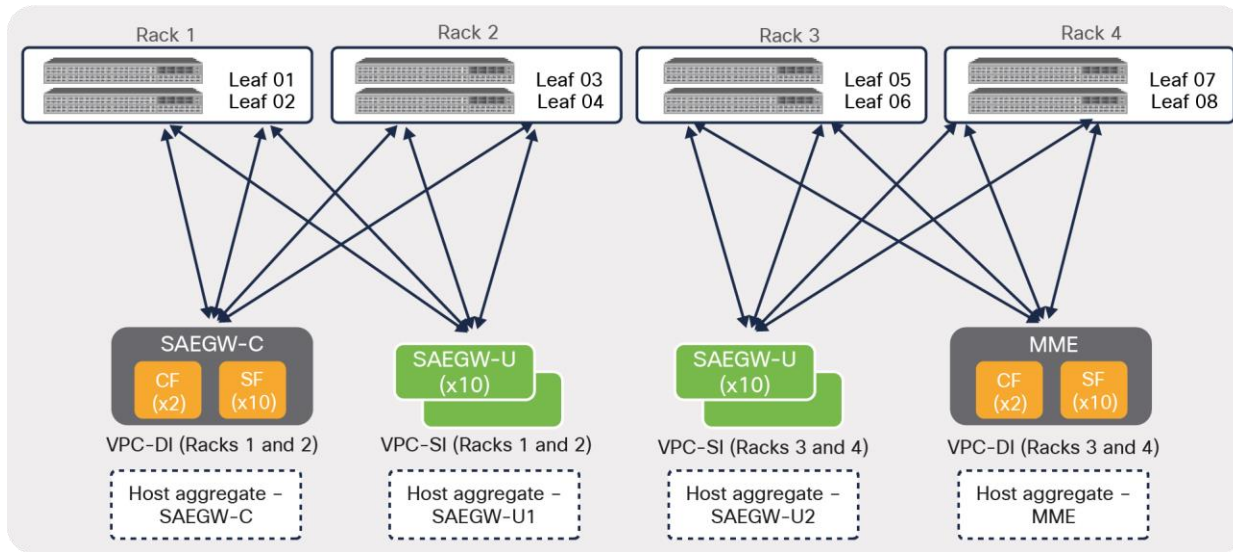 Rack 1
Rack 2
Rack 3
Rack 4
Leaf 01
Leaf 02
Leaf 03
Leaf 04
Leaf 05
Leaf 06
Leaf 07
Leaf 08
SAEGW-C
CF
(x2)
SF
(x10)
SAEGW-U
(x10)
SAEGW-U
(x10)
MME
CF
(x2)
SF
(x10)
VPC-DI (Racks 1 and 2)
VPC-SI (Racks 1 and 2)
VPC-SI (Racks 3 and 4)
VPC-DI (Racks 3 and 4)
Host aggregate –
SAEGW-C
Host aggregate –
SAEGW-U1
Host aggregate –
SAEGW-U2
Host aggregate –
MME